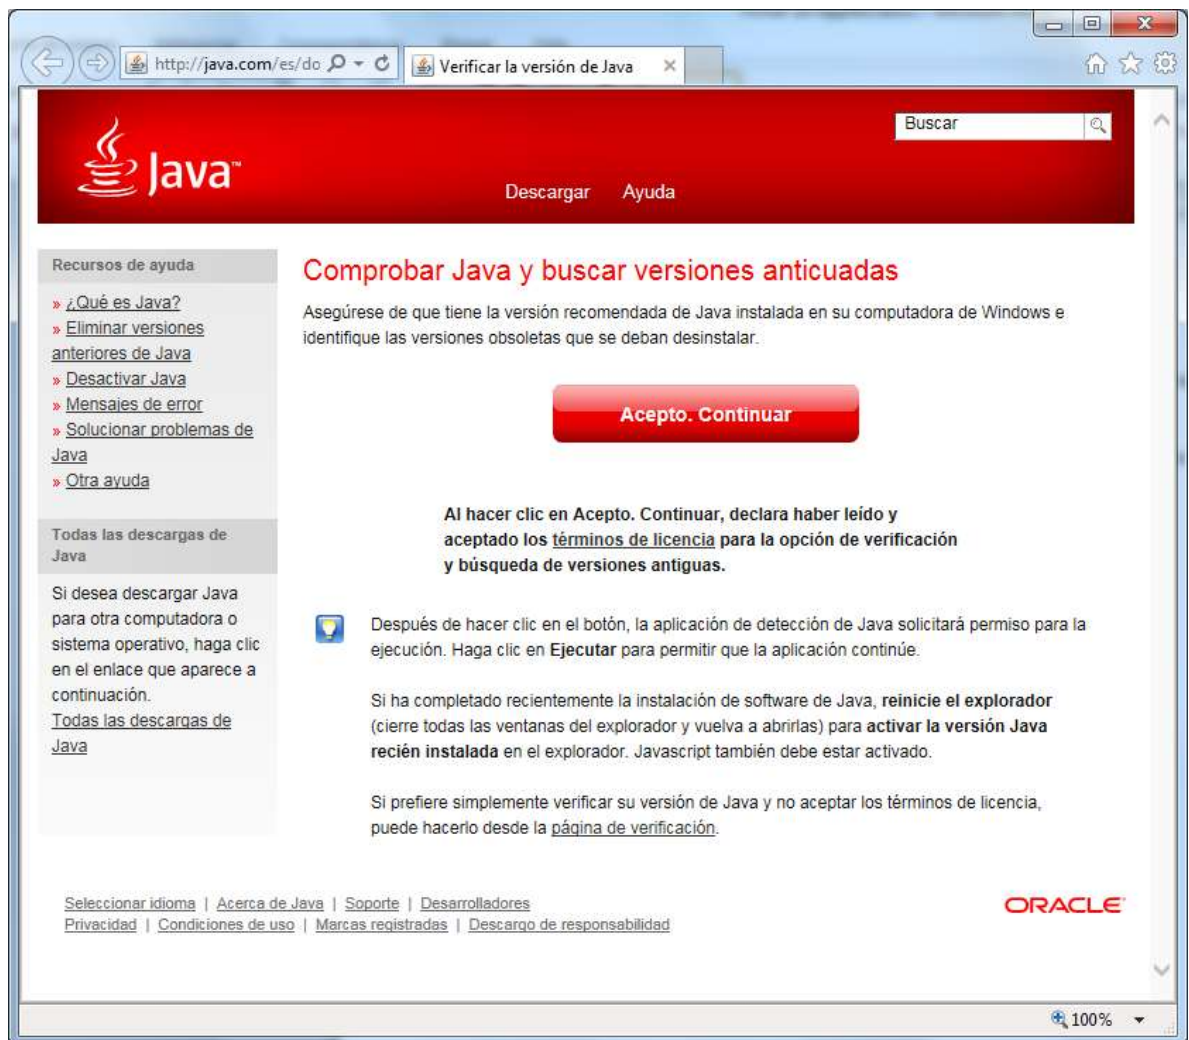 http://java.com/es/do
Verificar la versión de Java
Buscar
Java™
Descargar Ayuda
Recursos de ayuda
» ¿Qué es Java?
» Eliminar versiones
anteriores de Java
» Desactivar Java
» Mensajes de error
» Solucionar problemas de
Java
» Otra ayuda
Todas las descargas de
Java
Si desea descargar Java
para otra computadora o
sistema operativo, haga clic
en el enlace que aparece a
continuación.
Todas las descargas de
Java
Comprobar Java y buscar versiones anticuadas
Asegúrese de que tiene la versión recomendada de Java instalada en su computadora de Windows e
identifique las versiones obsoletas que se deban desinstalar.
Acepto. Continuar
Al hacer clic en Acepto. Continuar, declara haber leído y
aceptado los términos de licencia para la opción de verificación
y búsqueda de versiones antiguas.
Después de hacer clic en el botón, la aplicación de detección de Java solicitará permiso para la
ejecución. Haga clic en Ejecutar para permitir que la aplicación continúe.
Si ha completado recientemente la instalación de software de Java, reinicie el explorador
(cierre todas las ventanas del explorador y vuelva a abrirlas) para activar la versión Java
recién instalada en el explorador. Javascript también debe estar activado.
Si prefiere simplemente verificar su versión de Java y no aceptar los términos de licencia,
puede hacerlo desde la página de verificación.
Seleccionar idioma | Acerca de Java | Soporte | Desarrolladores
Privacidad | Condiciones de uso | Marcas registradas | Descargo de responsabilidad
ORACLE
100%